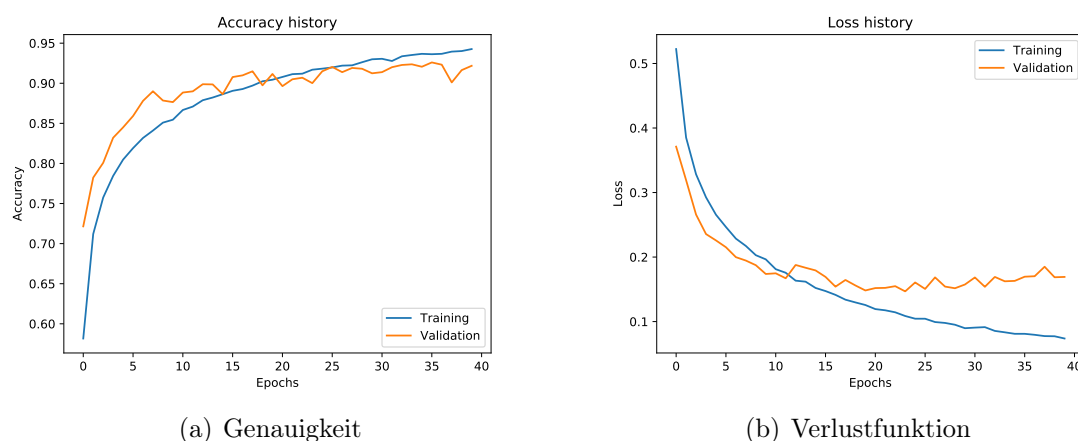 Accuracy history
0.95
0.90
0.85
0.80
0.75
0.70
0.65
0.60
Accuracy
0 5 10 15 20 25 30 35 40
Epochs
Training
Validation
(a) Genauigkeit
Loss history
0.5
0.4
0.3
0.2
0.1
Loss
0 5 10 15 20 25 30 35 40
Epochs
Training
Validation
(b) Verlustfunktion